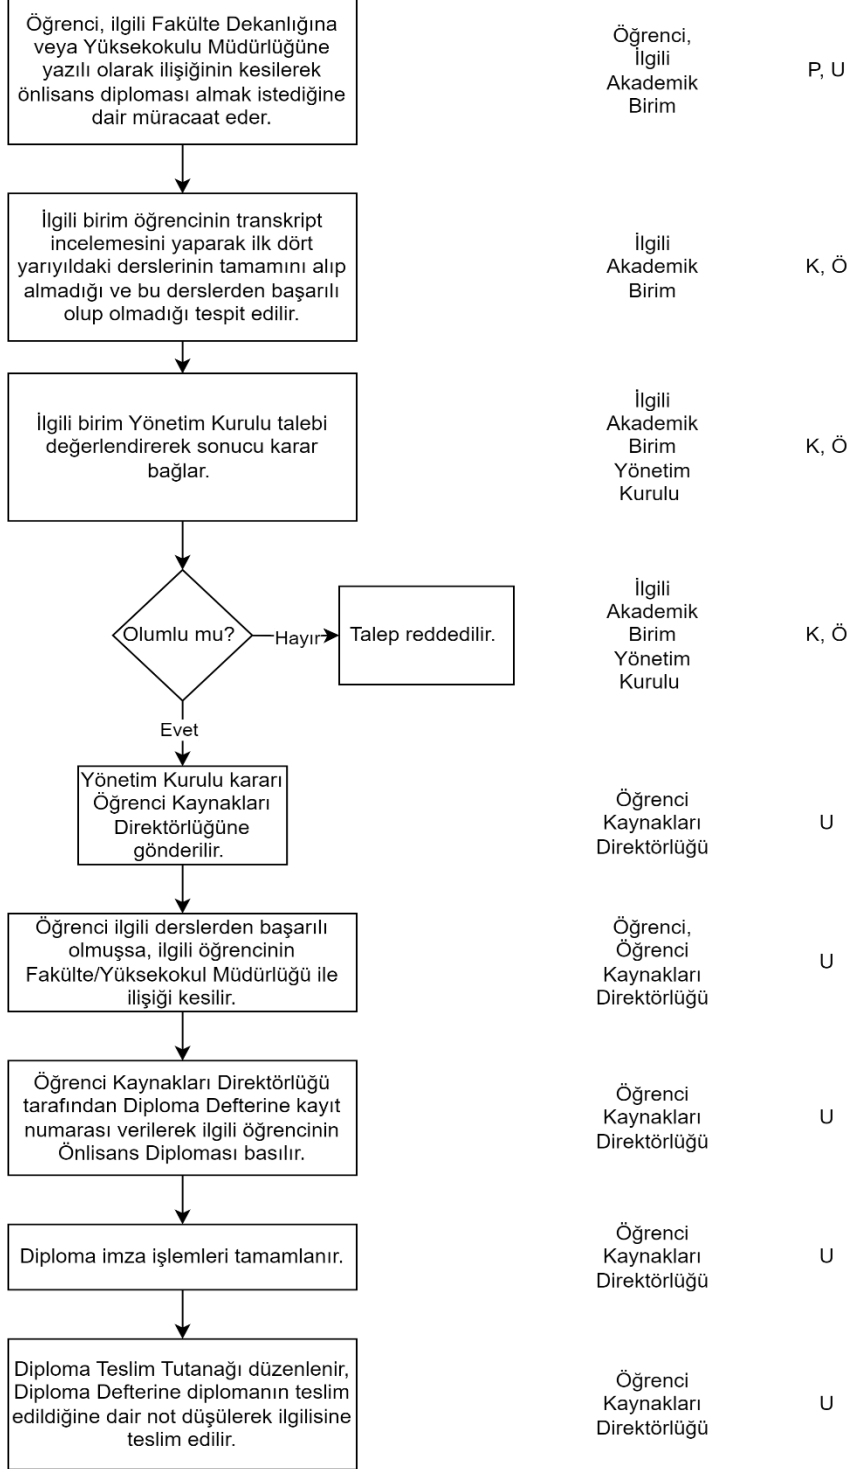 Öğrenci, ilgili Fakülte Dekanlığına
veya Yüksekokulu Müdürlüğüne
yazılı olarak ilişiğinin kesilerek
önlisans diploması almak istediğine
dair müracaat eder.
Öğrenci,
İlgili
Akademik
Birim
P, U
İlgili birim öğrencinin transkript
incelemesini yaparak ilk dört
yarıyıldaki derslerinin tamamını alıp
almadığı ve bu derslerden başarılı
olup olmadığı tespit edilir.
İlgili
Akademik
Birim
K, Ö
İlgili birim Yönetim Kurulu talebi
değerlendirerek sonucu karar
bağlar.
İlgili
Akademik
Birim
Yönetim
Kurulu
K, Ö
Olumlu mu?
Hayır
Talep reddedilir.
İlgili
Akademik
Birim
Yönetim
Kurulu
K, Ö
Evet
Yönetim Kurulu kararı
Öğrenci Kaynakları
Direktörlüğüne
gönderilir.
Öğrenci
Kaynakları
Direktörlüğü
U
Öğrenci ilgili derslerden başarılı
olmuşsa, ilgili öğrencinin
Fakülte/Yüksekokul Müdürlüğü ile
ilişiği kesilir.
Öğrenci,
Öğrenci
Kaynakları
Direktörlüğü
U
Öğrenci Kaynakları Direktörlüğü
tarafından Diploma Defterine kayıt
numarası verilerek ilgili öğrencinin
Önlisans Diploması basılır.
Öğrenci
Kaynakları
Direktörlüğü
U
Diploma imza işlemleri tamamlanır.
Öğrenci
Kaynakları
Direktörlüğü
U
Diploma Teslim Tutanağı düzenlenir,
Diploma Defterine diplomanın teslim
edildiğine dair not düşülerek ilgilisine
teslim edilir.
Öğrenci
Kaynakları
Direktörlüğü
U